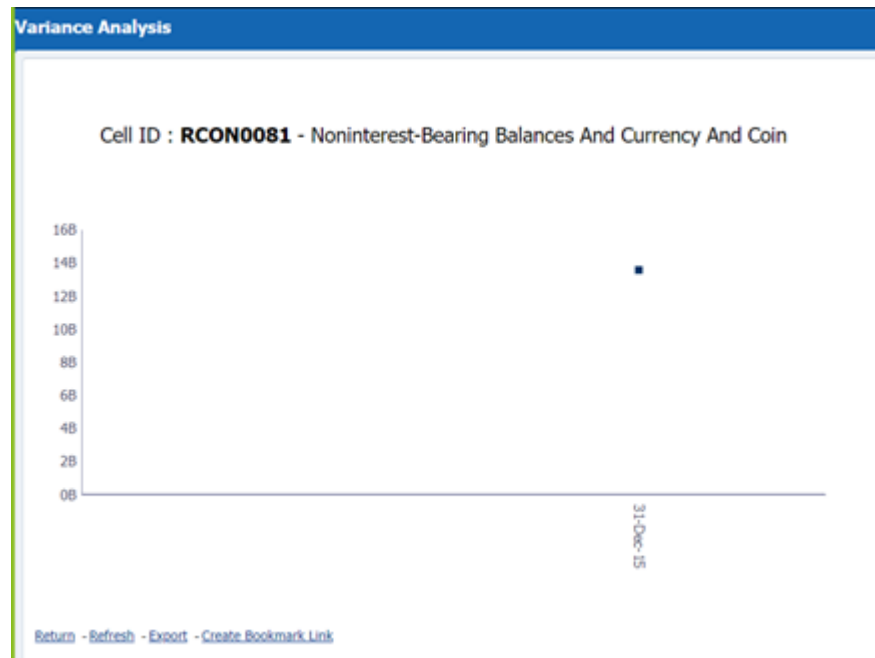 Variance Analysis
Cell ID : RCON0081 - Noninterest-Bearing Balances And Currency And Coin
16B
14B
12B
10B
8B
6B
4B
2B
0B
31-Dec-15
Return - Refresh - Export - Create Bookmark Link